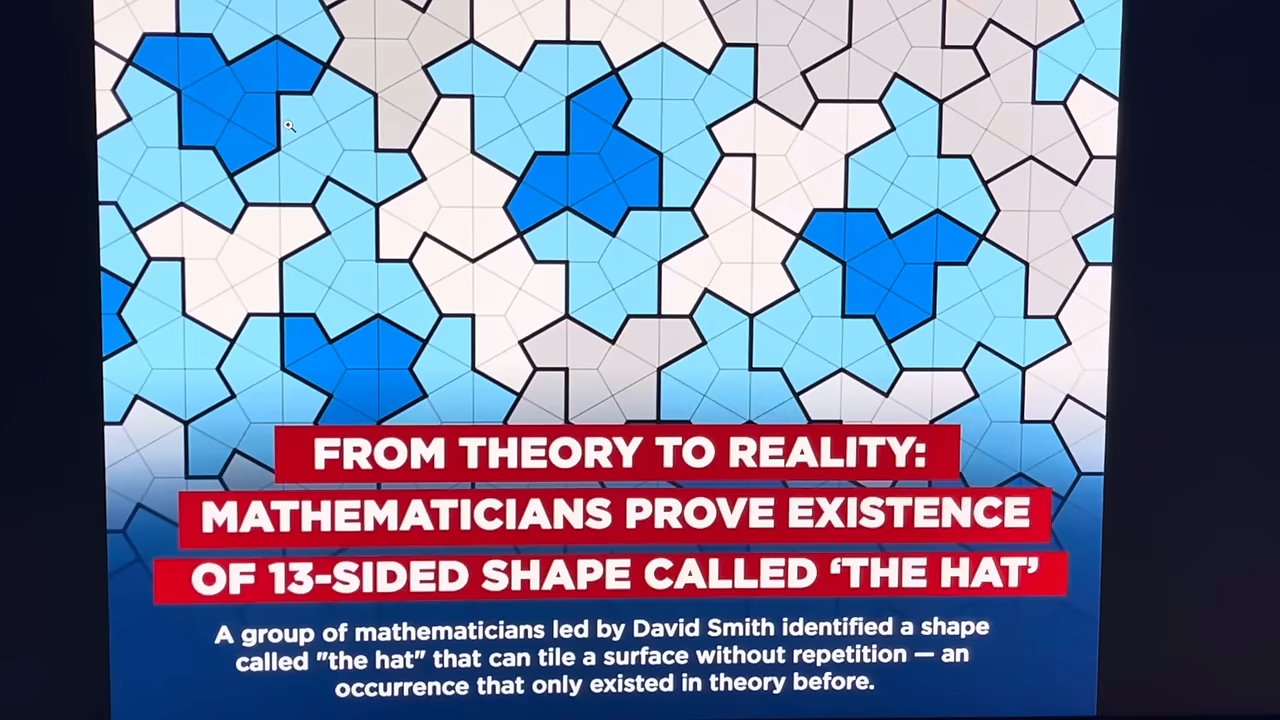 FROM THEORY TO REALITY:
MATHEMATICIANS PROVE EXISTENCE
OF 13-SIDED SHAPE CALLED ‘THE HAT’
A group of mathematicians led by David Smith identified a shape
called "the hat" that can tile a surface without repetition — an
occurrence that only existed in theory before.